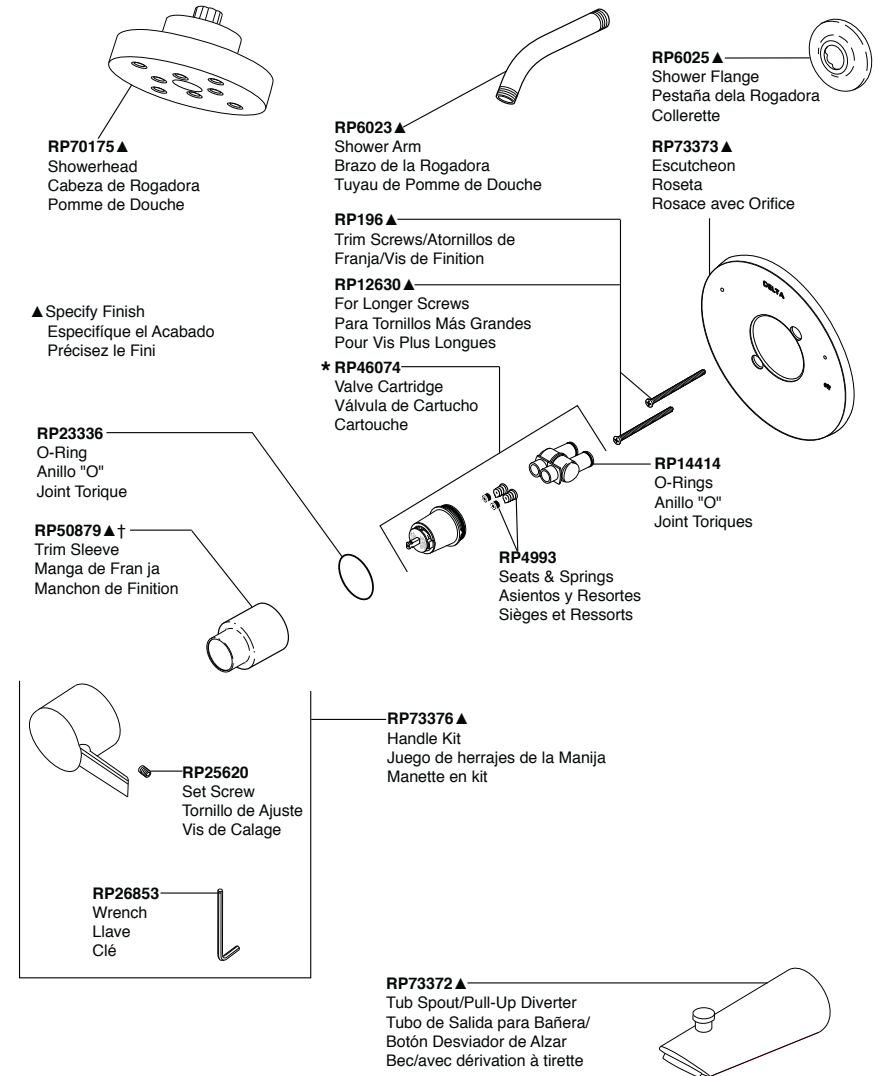 RP70175▲
Showerhead
Cabeza de Rogadora
Pomme de Douche
RP6023▲
Shower Arm
Brazo de la Rogadora
Tuyau de Pomme de Douche
RP6025▲
Shower Flange
Pestaña dela Rogadora
Collerette
RP73373▲
Escutcheon
Roseta
Rosace avec Orifice
RP196▲
Trim Screws/Atornillos de
Franja/Vis de Finition
RP12630▲
For Longer Screws
Para Tornillos Más Grandes
Pour Vis Plus Longues
DELTA
▲Specify Finish
Especifíque el Acabado
Précisez le Fini
* RP46074
Valve Cartridge
Válvula de Cartucho
Cartouche
RP23336
O-Ring
Anillo "O"
Joint Torique
RP14414
O-Rings
Anillo "O"
Joint Toriques
RP50879▲†
Trim Sleeve
Manga de Fran ja
Manchon de Finition
RP4993
Seats & Springs
Asientos y Resortes
Sièges et Ressorts
RP73376▲
Handle Kit
Juego de herrajes de la Manija
Manette en kit
RP25620
Set Screw
Tornillo de Ajuste
Vis de Calage
RP26853
Wrench
Llave
Clé
RP73372▲
Tub Spout/Pull-Up Diverter
Tubo de Salida para Bañera/
Botón Desviador de Alzar
Bec/avec dérivation à tirette